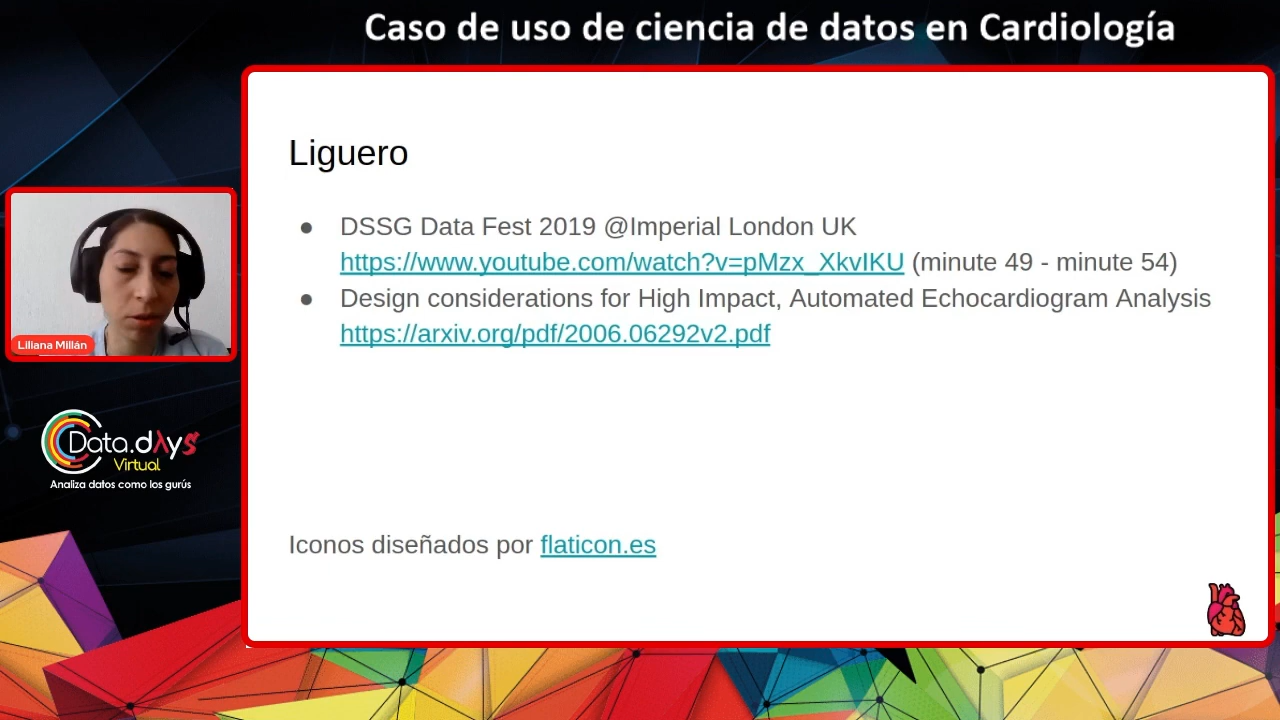 Caso de uso de ciencia de datos en Cardiología
Liguero
● DSSG Data Fest 2019 @Imperial London UK
https://www.youtube.com/watch?v=pMzx_XkvIKU (minute 49 - minute 54)
● Design considerations for High Impact, Automated Echocardiogram Analysis
https://arxiv.org/pdf/2006.06292v2.pdf
Liliana Millán
Data.dAys
Virtual
Analiza datos como los gurús
Iconos diseñados por flaticon.es